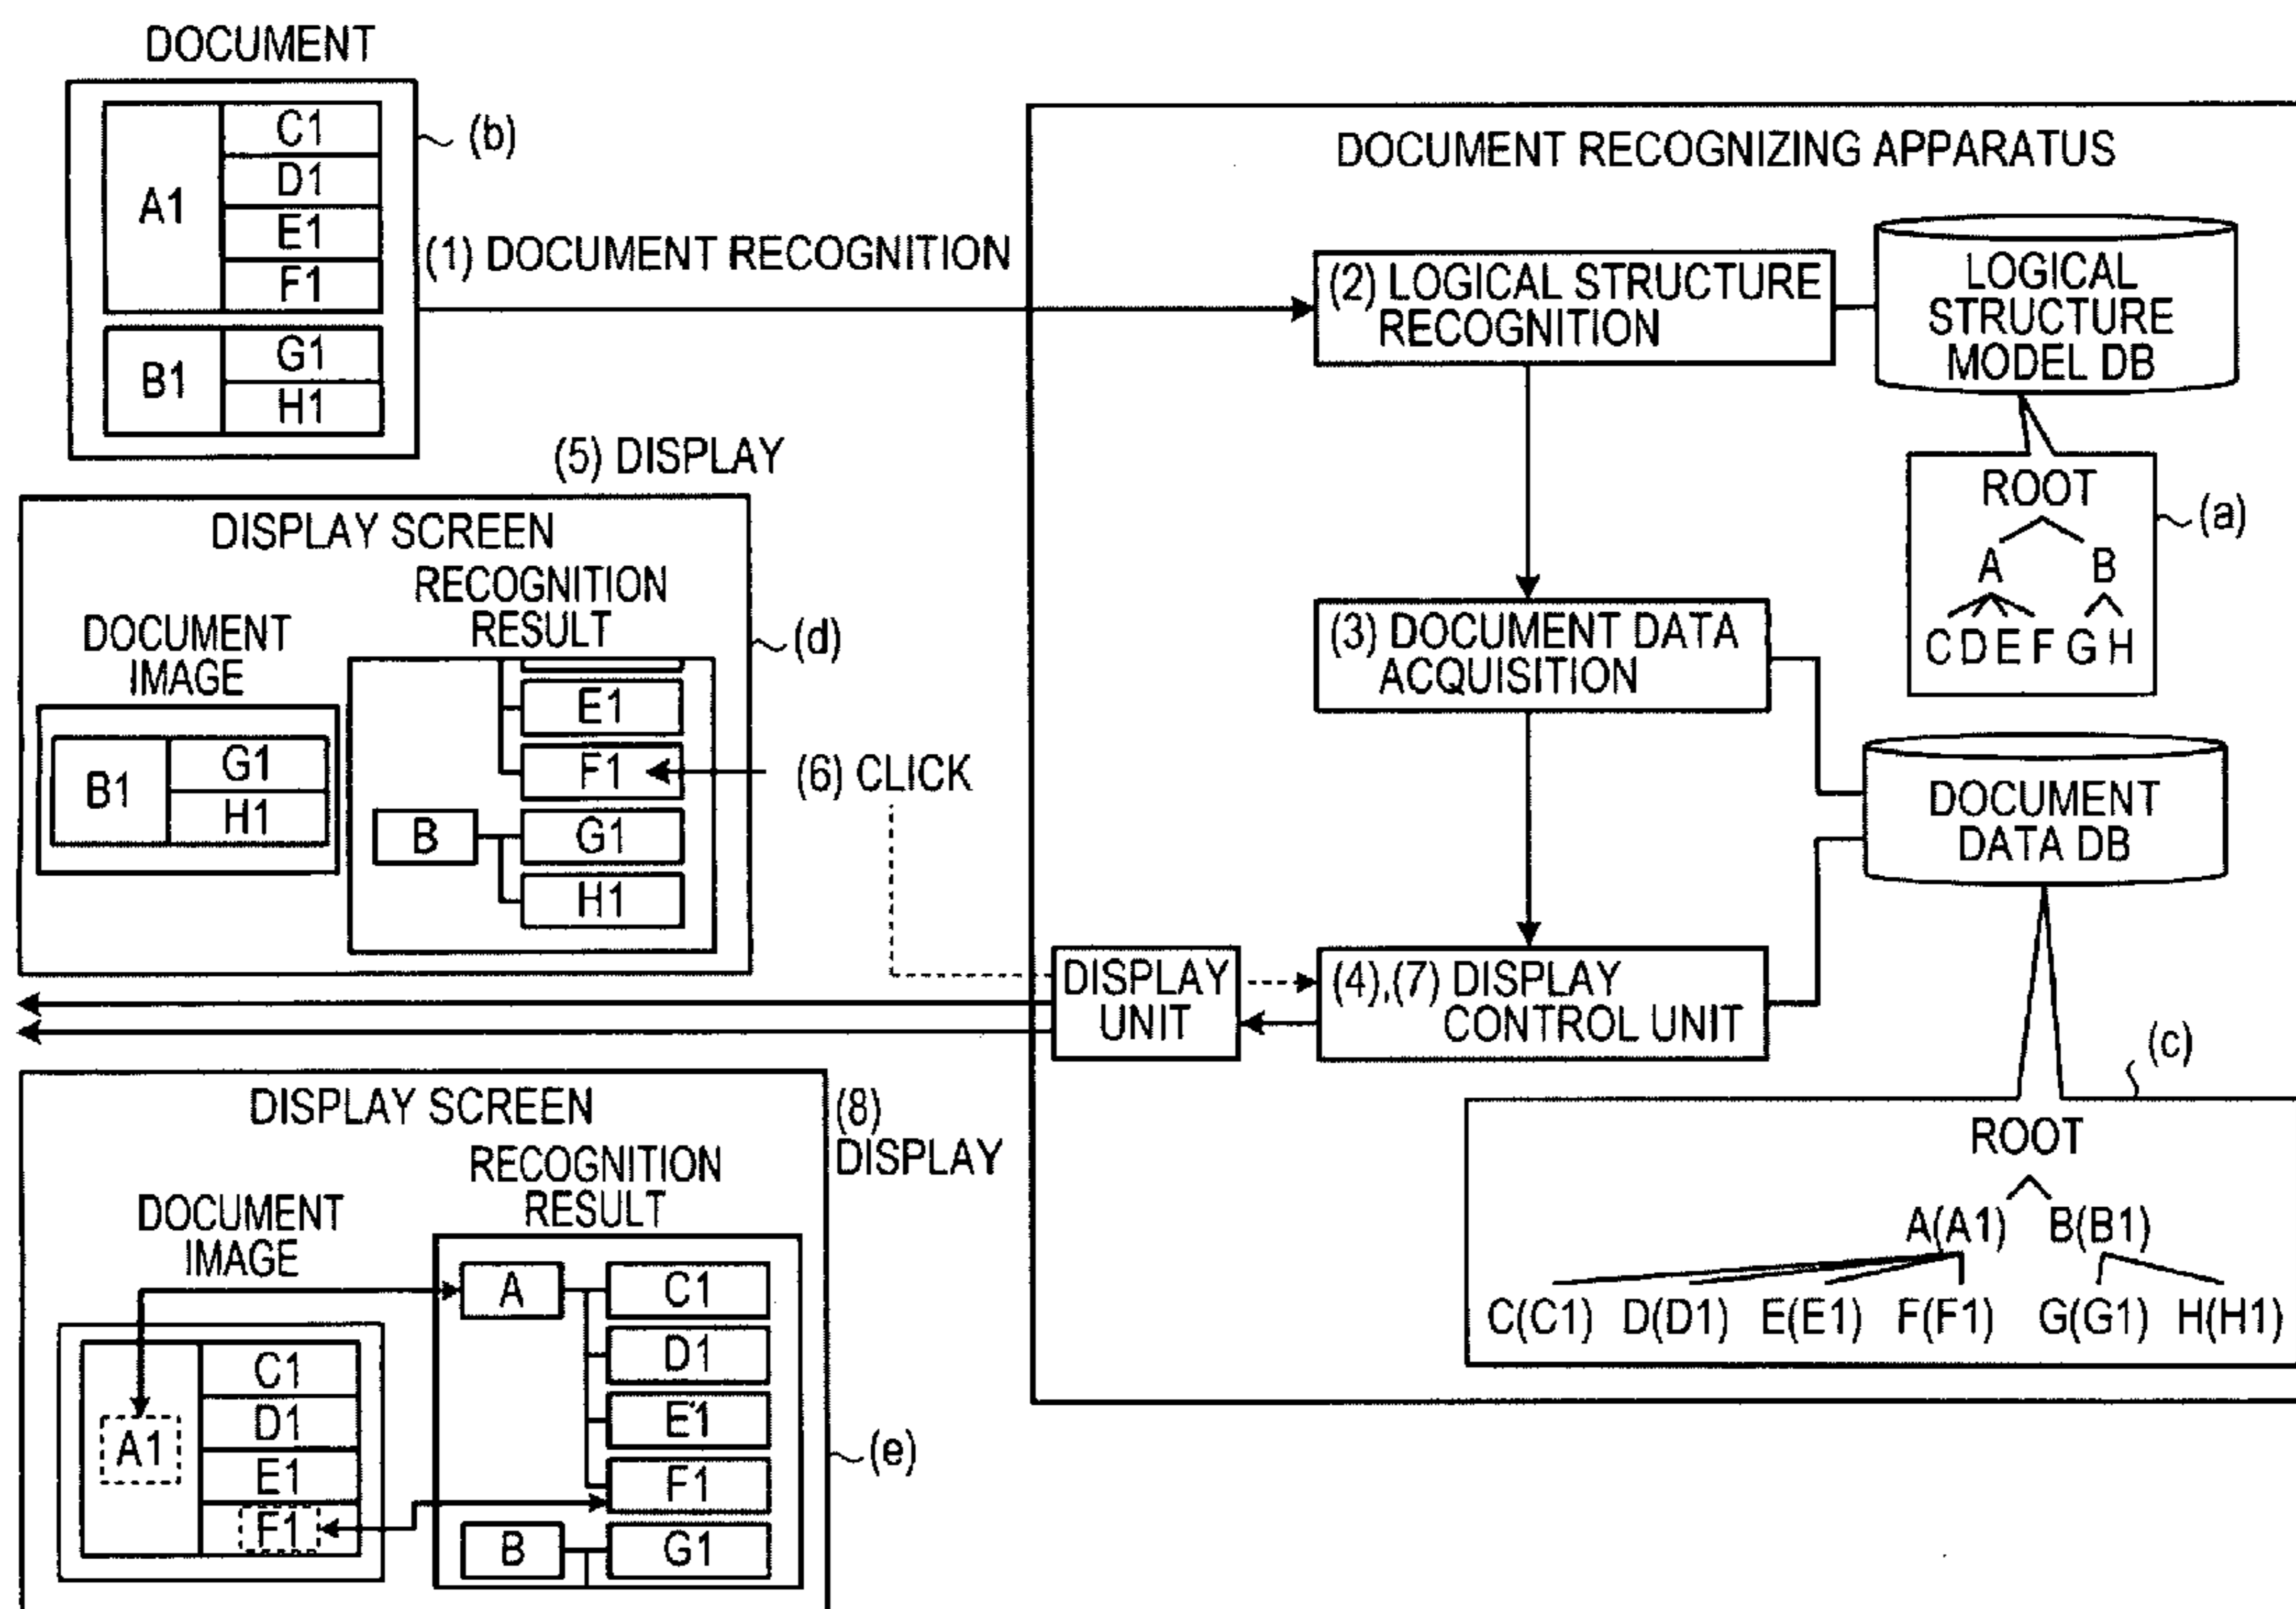 DOCUMENT
A1
C1
D1
E1
F1
B1
G1
H1
(b)
(1) DOCUMENT RECOGNITION
DOCUMENT RECOGNIZING APPARATUS
(2) LOGICAL STRUCTURE
RECOGNITION
LOGICAL
STRUCTURE
MODEL DB
ROOT
A B
C D E F G H
(a)
(3) DOCUMENT DATA
ACQUISITION
DOCUMENT
DATA DB
(4),(7) DISPLAY
CONTROL UNIT
DISPLAY
UNIT
(c)
ROOT
A(A1) B(B1)
C(C1) D(D1) E(E1) F(F1) G(G1) H(H1)
(5) DISPLAY
DISPLAY SCREEN
DOCUMENT
IMAGE
B1
G1
H1
RECOGNITION
RESULT
E1
F1
B
G1
H1
(d)
(6) CLICK
(8)
DISPLAY
DISPLAY SCREEN
DOCUMENT
IMAGE
A1
C1
D1
E1
F1
RECOGNITION
RESULT
A
C1
D1
E1
F1
B
G1
(e)